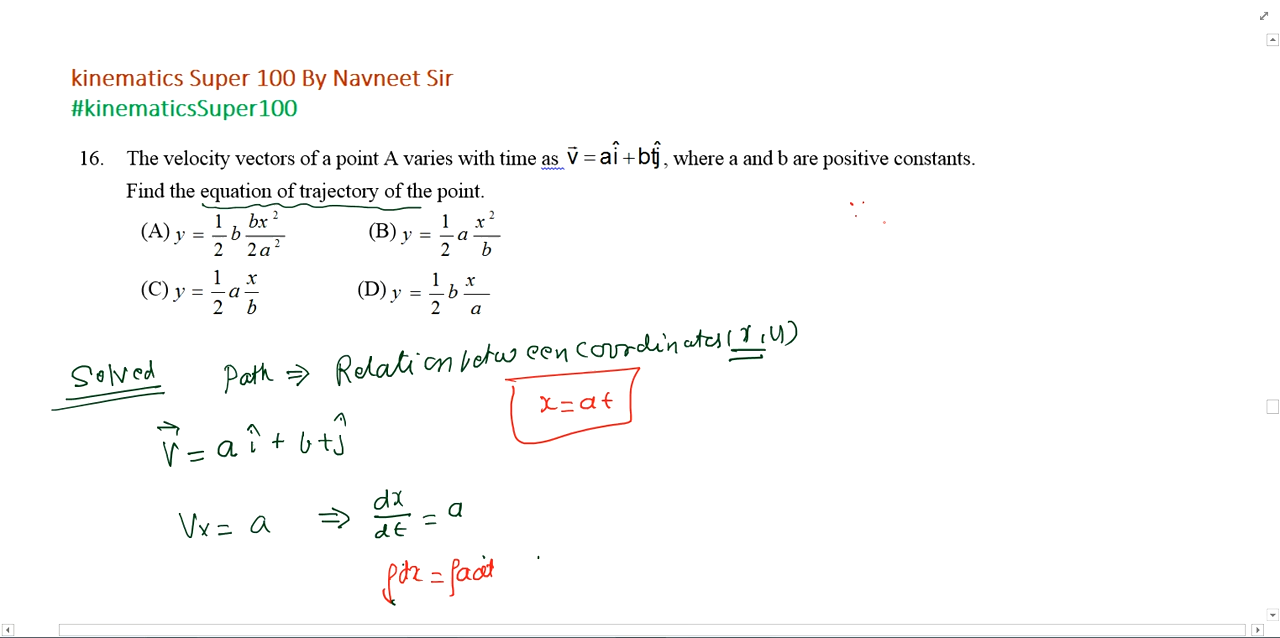 kinematics Super 100 By Navneet Sir
#kinematicsSuper100
16. The velocity vectors of a point A varies with time as v⃗ = aî + btĵ, where a and b are positive constants.
Find the equation of trajectory of the point.
(A) y = 1/2 b bx²/2a² (B) y = 1/2 a x²/b
(C) y = 1/2 a x/b (D) y = 1/2 b x/a
Solved Path ⇒ Relation between coordinates (x, y)
x = at
v⃗ = a î + bt ĵ
Vx = a ⇒ dx/dt = a
∫dx = ∫adt